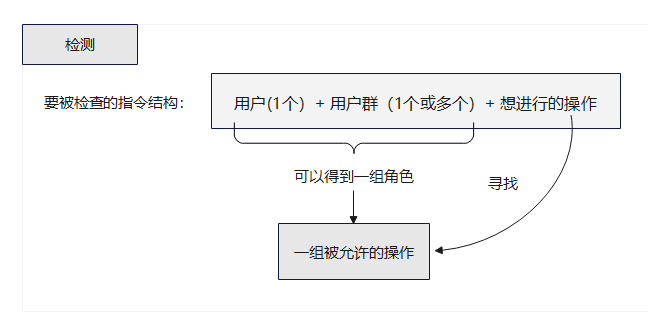 检测
要被检查的指令结构：
用户(1个）+ 用户群（1个或多个）+ 想进行的操作
可以得到一组角色
寻找
一组被允许的操作